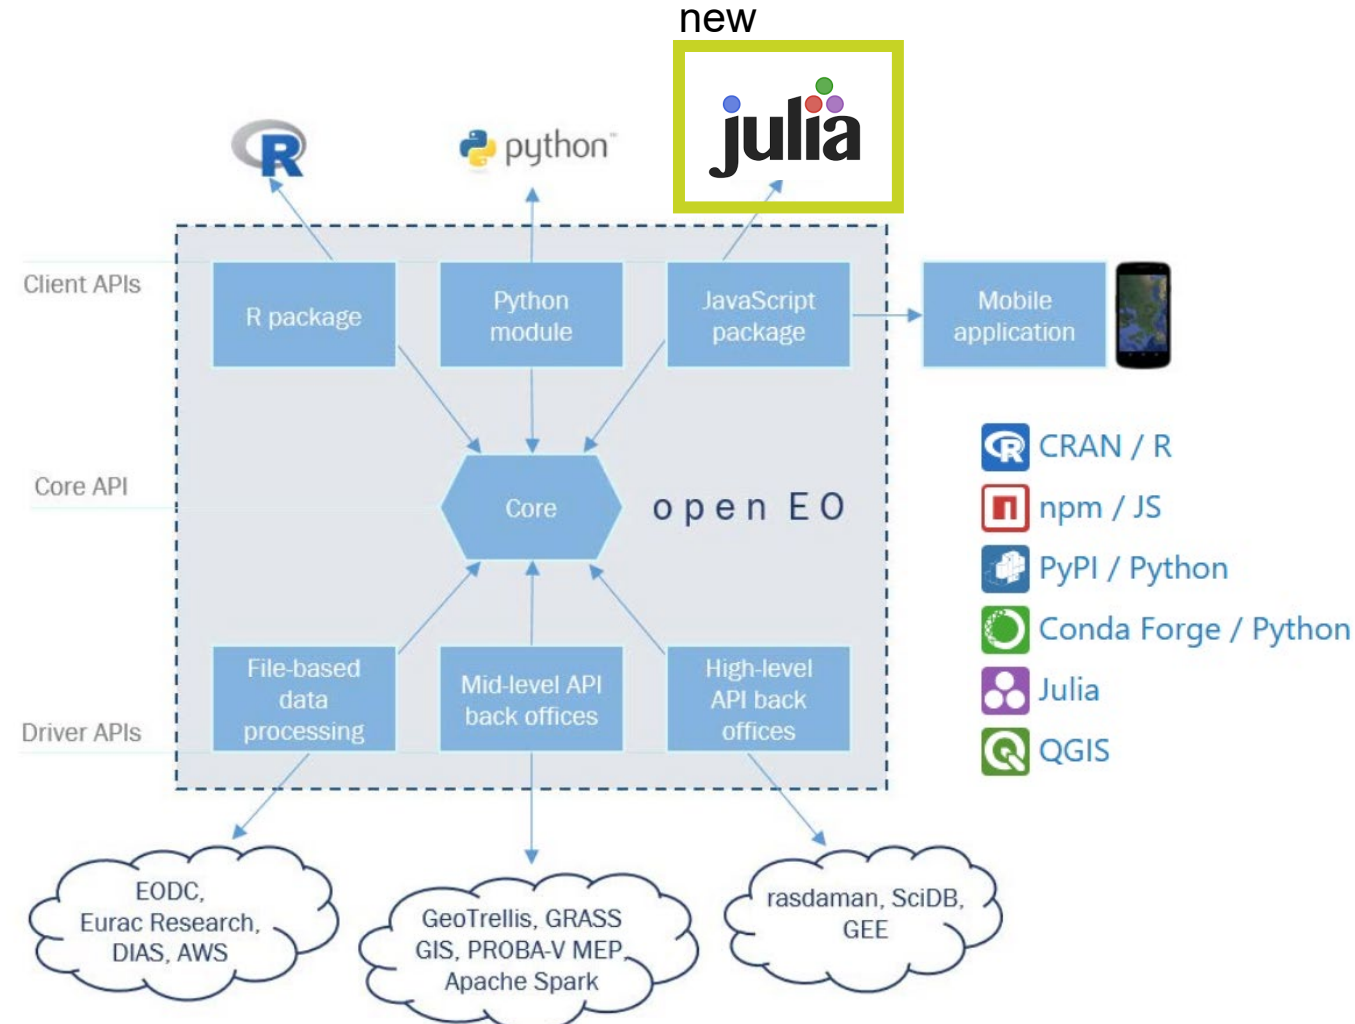 new
R
python
julia
Client APIs
R package
Python
module
JavaScript
package
Mobile
application
CRAN / R
npm / JS
PyPI / Python
Conda Forge / Python
Julia
QGIS
Core API
Core
open EO
Driver APIs
File-based
data
processing
Mid-level API
back offices
High-level
API back
offices
EODC,
Eurac Research,
DIAS, AWS
GeoTrellis, GRASS
GIS, PROBA-V MEP,
Apache Spark
rasdaman, SciDB,
GEE